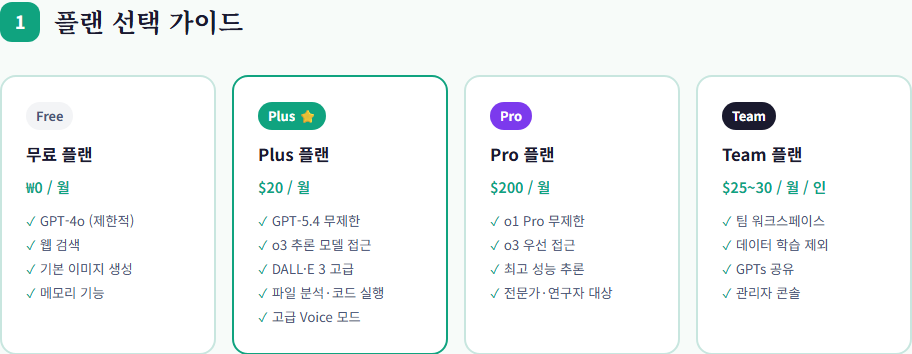 1 플랜 선택 가이드
Free
무료 플랜
₩0 / 월
✓ GPT-4o (제한적)
✓ 웹 검색
✓ 기본 이미지 생성
✓ 메모리 기능
Plus ⭐
Plus 플랜
$20 / 월
✓ GPT-5.4 무제한
✓ o3 추론 모델 접근
✓ DALL·E 3 고급
✓ 파일 분석·코드 실행
✓ 고급 Voice 모드
Pro
Pro 플랜
$200 / 월
✓ o1 Pro 무제한
✓ o3 우선 접근
✓ 최고 성능 추론
✓ 전문가·연구자 대상
Team
Team 플랜
$25~30 / 월 / 인
✓ 팀 워크스페이스
✓ 데이터 학습 제외
✓ GPTs 공유
✓ 관리자 콘솔